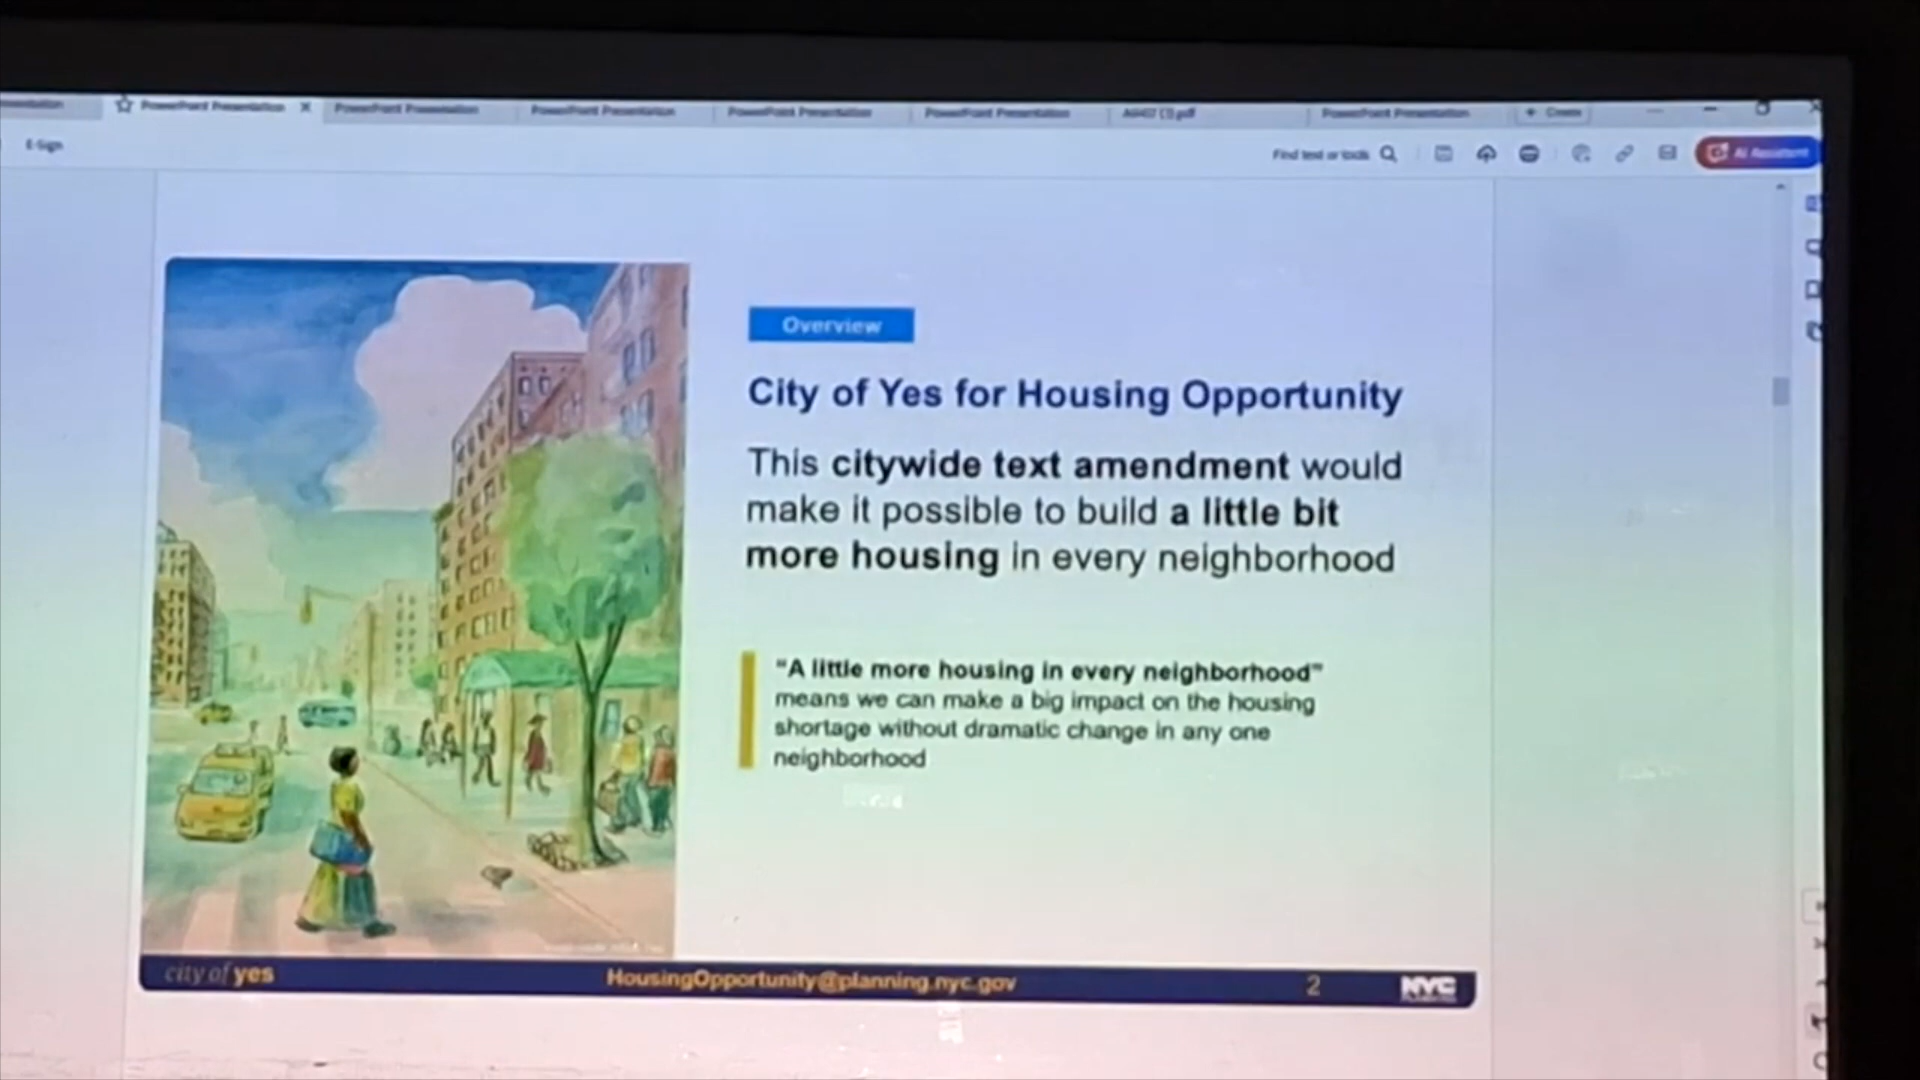 PowerPoint Presentation
PowerPoint Presentation
PowerPoint Presentation
PowerPoint Presentation
PowerPoint Presentation
PowerPoint Presentation
+ Create
E-Sign
Find text or tools
AI Assistant
Overview
City of Yes for Housing Opportunity
This citywide text amendment would
make it possible to build a little bit
more housing in every neighborhood
"A little more housing in every neighborhood"
means we can make a big impact on the housing
shortage without dramatic change in any one
neighborhood
city of yes
HousingOpportunity@planning.nyc.gov
2
NYC